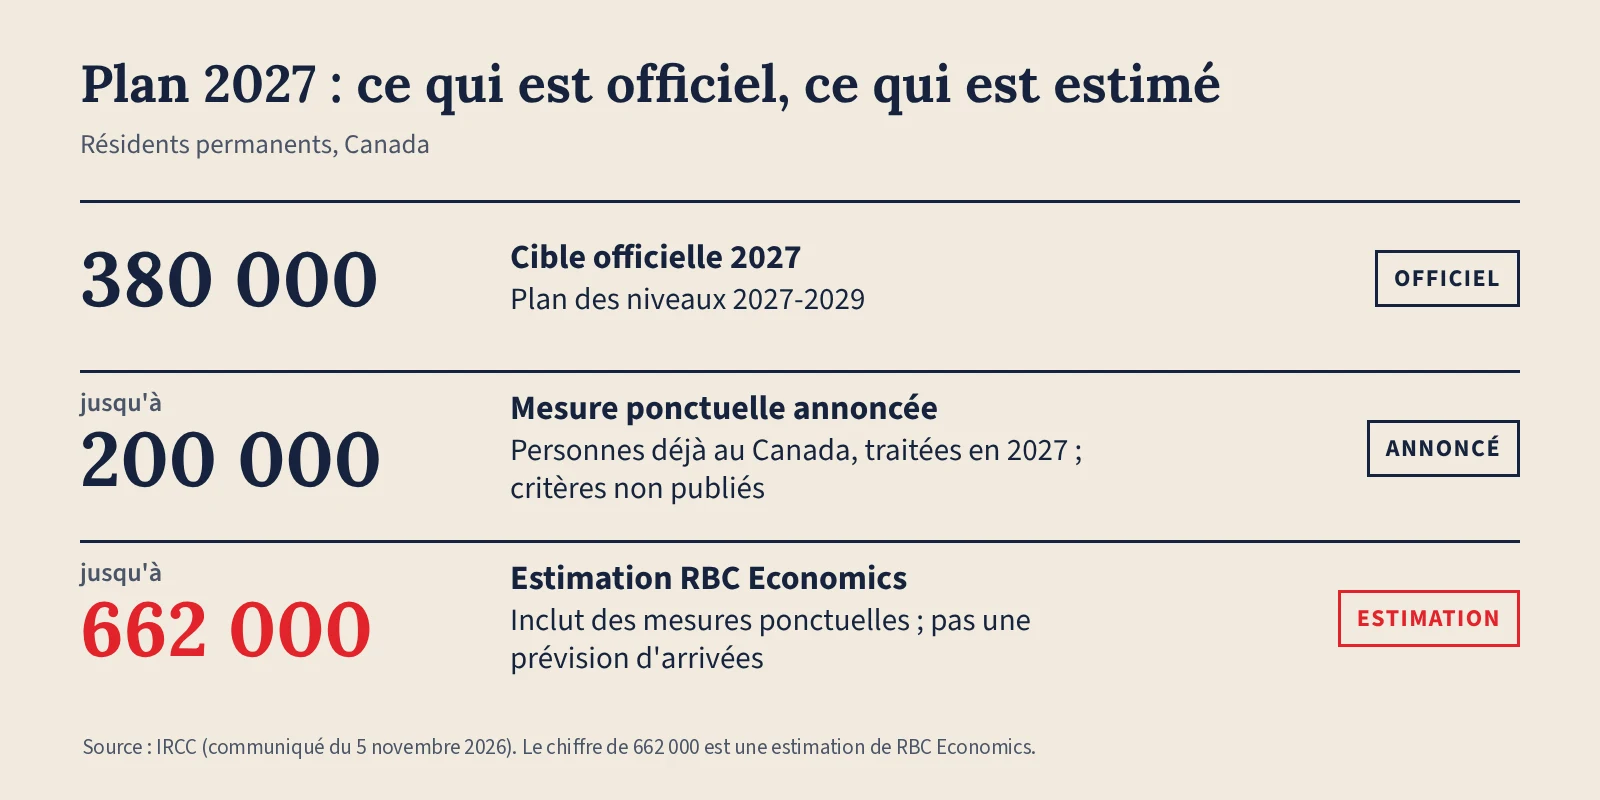 Plan 2027 : ce qui est officiel, ce qui est estimé
Résidents permanents, Canada
380 000
Cible officielle 2027
Plan des niveaux 2027-2029
OFFICIEL
jusqu'à
200 000
Mesure ponctuelle annoncée
Personnes déjà au Canada, traitées en 2027 ;
critères non publiés
ANNONCÉ
jusqu'à
662 000
Estimation RBC Economics
Inclut des mesures ponctuelles ; pas une
prévision d'arrivées
ESTIMATION
Source : IRCC (communiqué du 5 novembre 2026). Le chiffre de 662 000 est une estimation de RBC Economics.